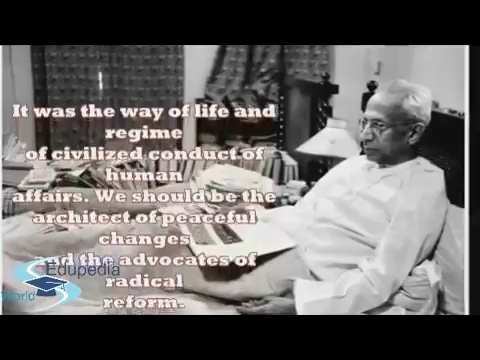 It was the way of life and
regime
of civilized conduct of
human
affairs. We should be the
architect of peaceful
changes
and the advocates of
radical
reform.
Edupedia
World